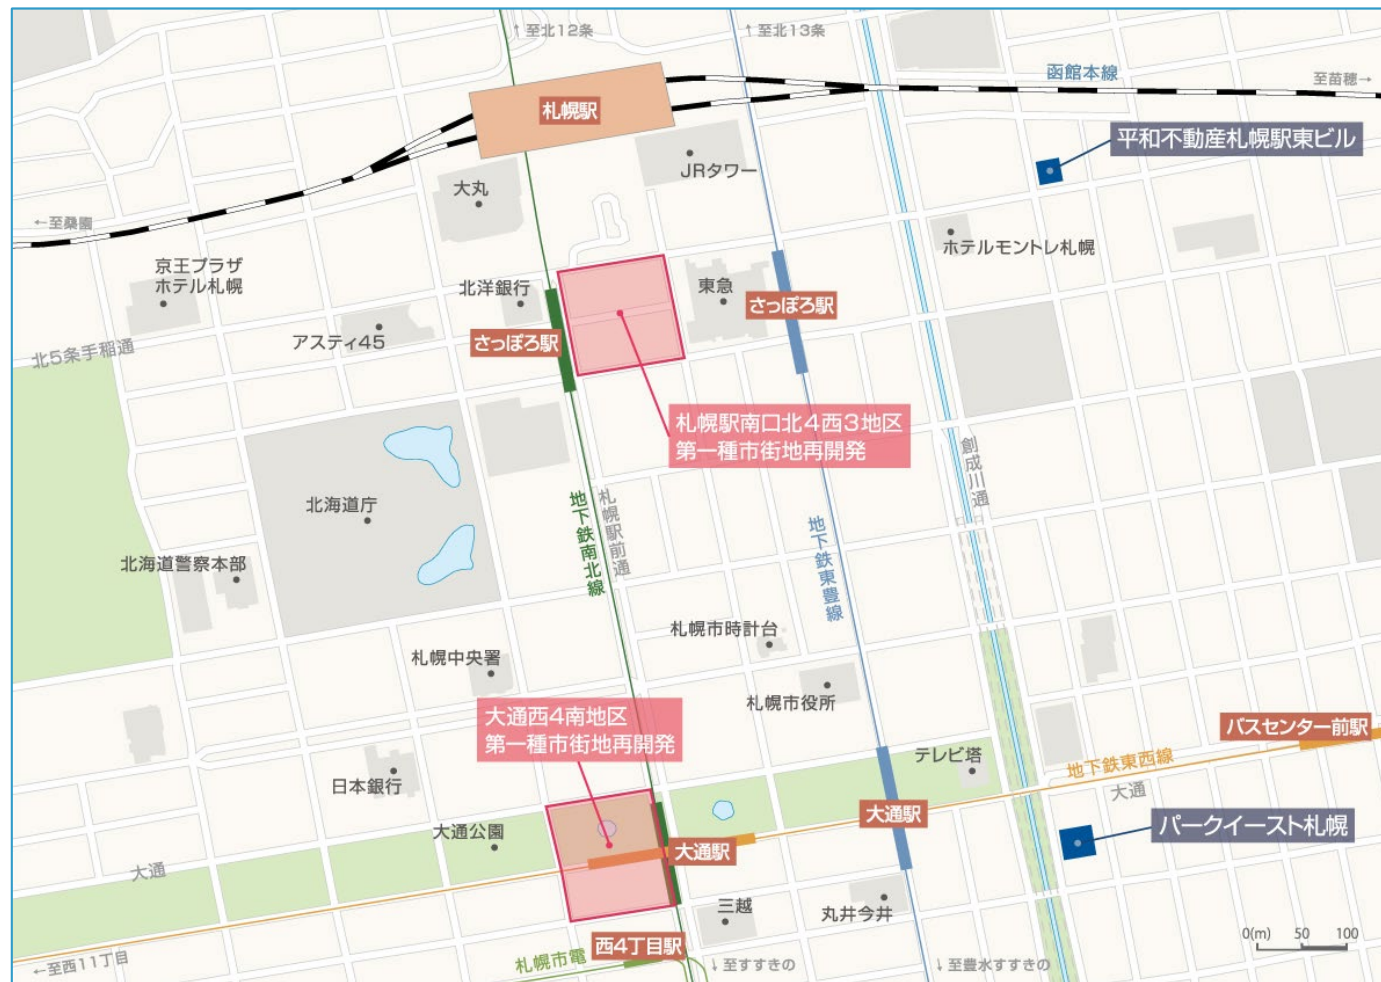 ↑至北12条
↑至北13条
函館本線
至苗穂→
札幌駅
平和不動産札幌駅東ビル
JRタワー
大丸
←至桑園
ホテルモントレ札幌
京王プラザ
ホテル札幌
北洋銀行
東急
さっぽろ駅
アスティ45
さっぽろ駅
北5条手稲通
札幌駅南口北4西3地区
第一種市街地再開発
創成川通
北海道庁
地下鉄南北線
札幌駅前通
地下鉄東豊線
北海道警察本部
札幌市時計台
札幌中央署
札幌市役所
大通西4南地区
第一種市街地再開発
バスセンター前駅
テレビ塔
地下鉄東西線
大通
日本銀行
大通駅
パークイースト札幌
大通公園
大通駅
大通
三越
丸井今井
西4丁目駅
札幌市電
←至西11丁目
↓至すすきの
↓至豊水すすきの
0(m) 50 100